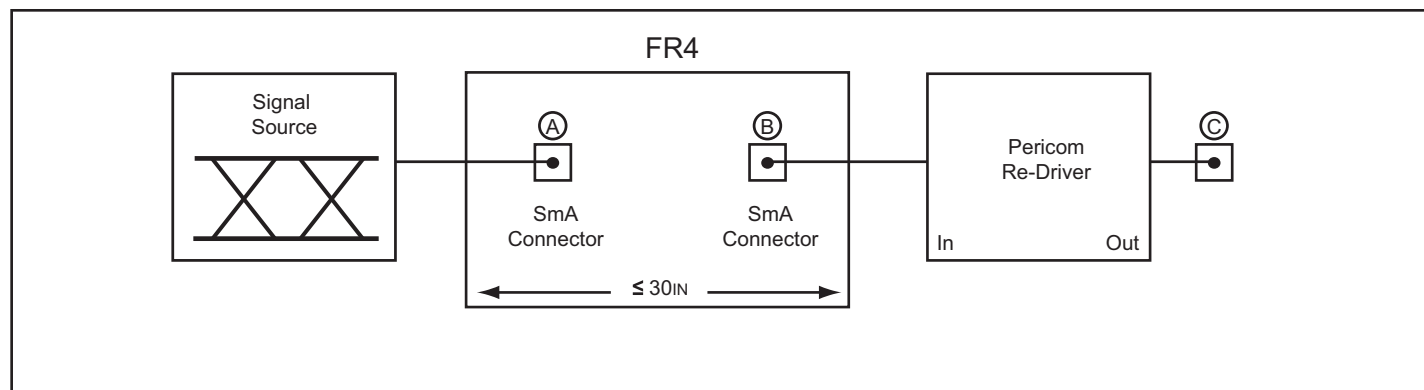 FR4
Signal
Source
A
B
C
SmA
Connector
SmA
Connector
Pericom
Re-Driver
In
Out
≤ 30IN